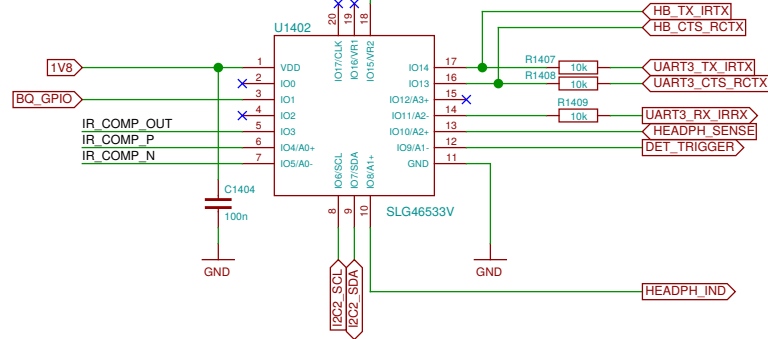 HB_TX_IRTX
HB_CTS_RCTX
U1402
20 19 18
IO17/CLK IO16/VR1 IO15/VR2
1V8 1 VDD IO14 17 R1407 10k UART3_TX_IRTX
2 IO0 IO13 16 R1408 10k UART3_CTS_RCTX
BQ_GPIO 3 IO1 IO12/A3+ 15
4 IO2 IO11/A2- 14 R1409 10k UART3_RX_IRRX
IR_COMP_OUT 5 IO3 IO10/A2+ 13 HEADPH_SENSE
IR_COMP_P 6 IO4/A0+ IO9/A1- 12 DET_TRIGGER
IR_COMP_N 7 IO5/A0- GND 11
IO6/SCL IO7/SDA IO8/A1+
8 9 10
C1404
100n
SLG46533V
GND
GND
I2C2_SCL
I2C2_SDA
HEADPH_IND